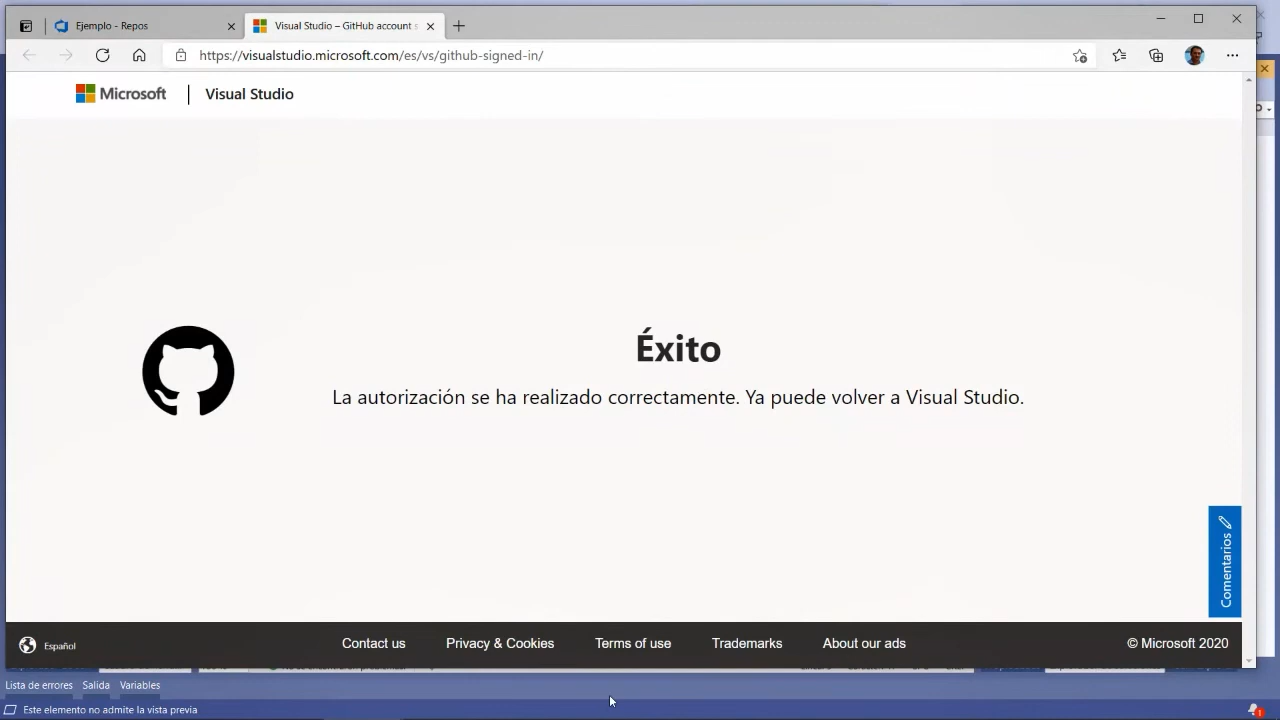 Ejemplo - Repos
Visual Studio – GitHub account s
https://visualstudio.microsoft.com/es/vs/github-signed-in/
Microsoft
Visual Studio
Éxito
La autorización se ha realizado correctamente. Ya puede volver a Visual Studio.
Comentarios
Español
Contact us
Privacy & Cookies
Terms of use
Trademarks
About our ads
© Microsoft 2020
Lista de errores
Salida
Variables
Este elemento no admite la vista previa